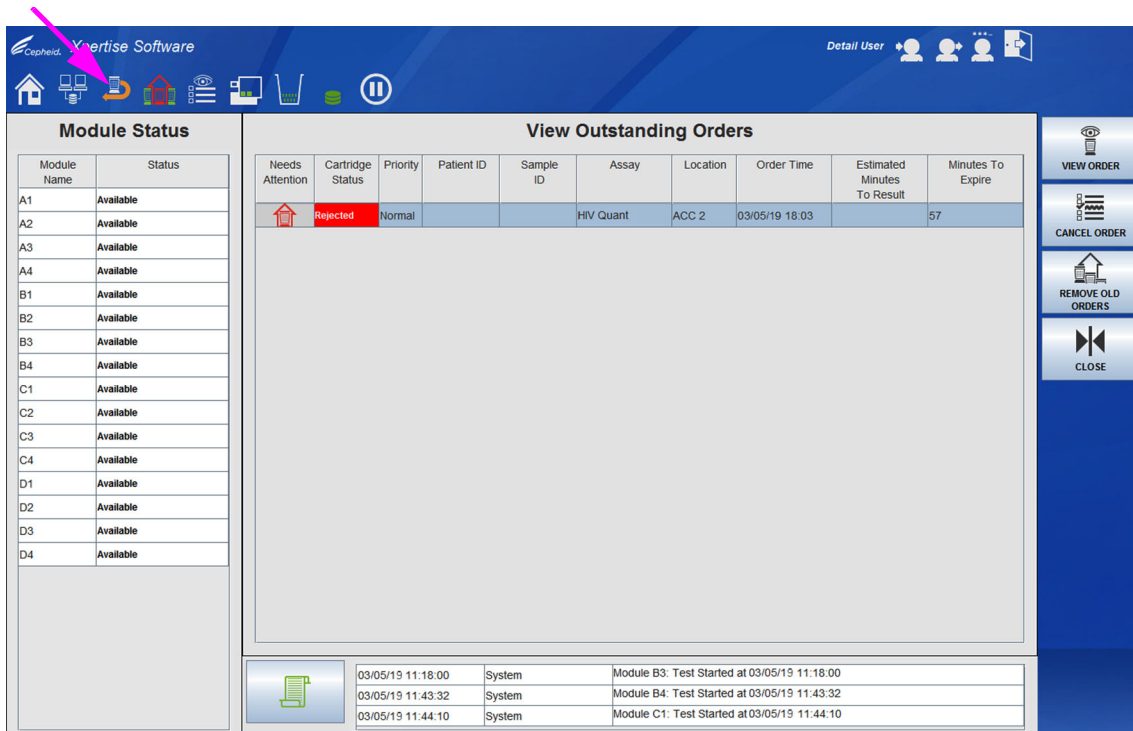 Cepheid. Xpertise Software
Detail User
Module Status
Module Name
Status
A1 Available
A2 Available
A3 Available
A4 Available
B1 Available
B2 Available
B3 Available
B4 Available
C1 Available
C2 Available
C3 Available
C4 Available
D1 Available
D2 Available
D3 Available
D4 Available
View Outstanding Orders
Needs Cartridge Priority Patient ID Sample Assay Location Order Time Estimated Minutes To
Attention Status ID Minutes Expire
To Result
Rejected Normal HIV Quant ACC 2 03/05/19 18:03 57
03/05/19 11:18:00 System Module B3: Test Started at 03/05/19 11:18:00
03/05/19 11:43:32 System Module B4: Test Started at 03/05/19 11:43:32
03/05/19 11:44:10 System Module C1: Test Started at 03/05/19 11:44:10
VIEW ORDER
CANCEL ORDER
REMOVE OLD
ORDERS
CLOSE